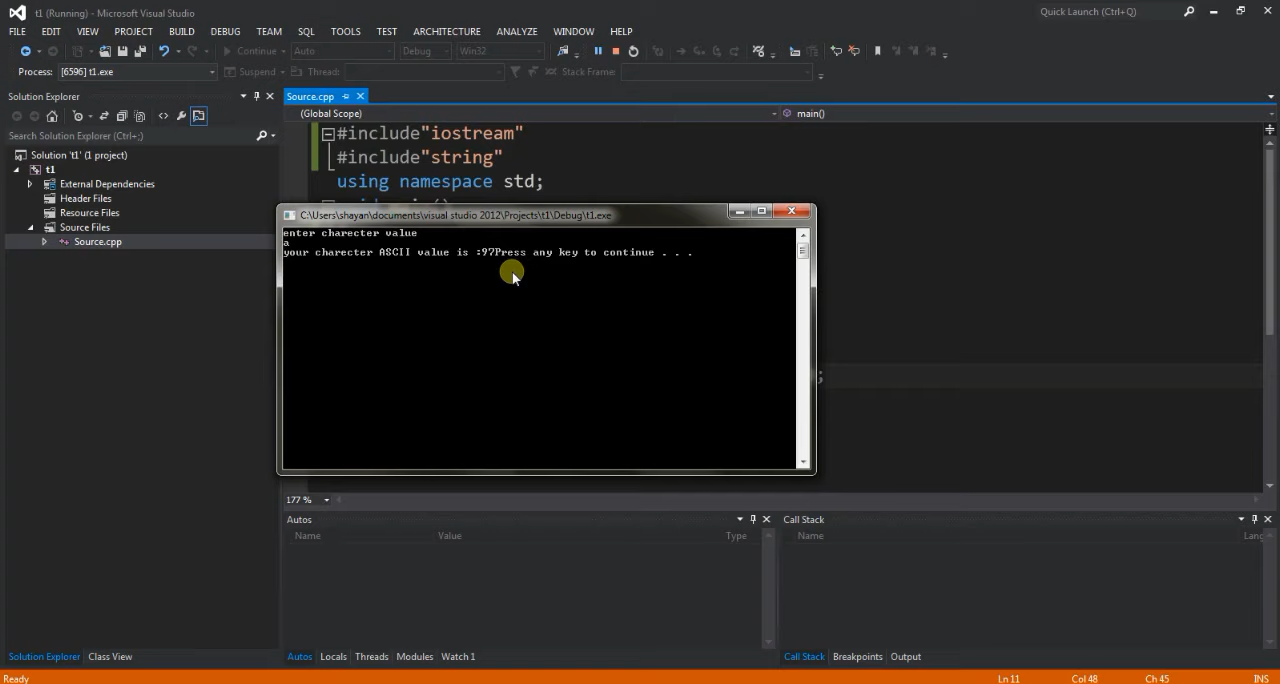 t1 (Running) - Microsoft Visual Studio
Quick Launch (Ctrl+Q)
FILE EDIT VIEW PROJECT BUILD DEBUG TEAM SQL TOOLS TEST ARCHITECTURE ANALYZE WINDOW HELP
Continue Auto Debug Win32
Process: [6596] t1.exe Suspend Thread: Stack Frame:
Solution Explorer
Search Solution Explorer (Ctrl+;)
Solution 't1' (1 project)
t1
External Dependencies
Header Files
Resource Files
Source Files
Source.cpp
Source.cpp
(Global Scope) main()
#include"iostream"
#include"string"
using namespace std;
C:\Users\shayan\documents\visual studio 2012\Projects\t1\Debug\t1.exe
enter charecter value
a
your charecter ASCII value is :97Press any key to continue . . .
;
177 %
Autos
Name Value Type
Call Stack
Name Lang
Solution Explorer Class View
Autos Locals Threads Modules Watch 1
Call Stack Breakpoints Output
Ready Ln 11 Col 48 Ch 45 INS